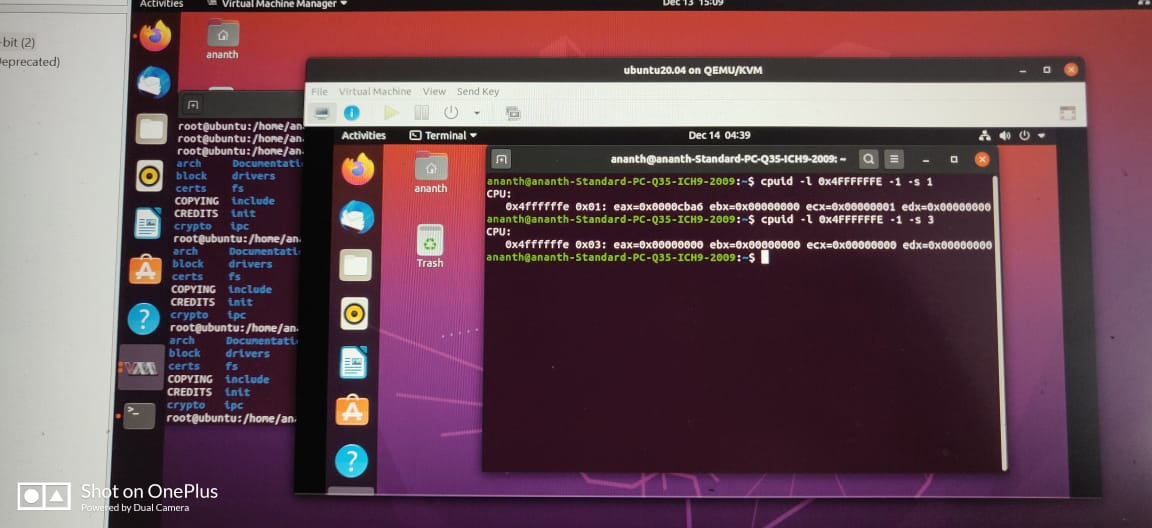 Activities Virtual Machine Manager Dec 13 15:09
-bit (2)
ananth
root@ubuntu:/home/an
root@ubuntu:/home/an
root@ubuntu:/home/an
arch Documentati
block drivers
certs fs
COPYING include
CREDITS init
crypto ipc
root@ubuntu:/home/an
arch Documentati
block drivers
certs fs
COPYING include
CREDITS init
crypto ipc
root@ubuntu:/home/an
arch Documentati
block drivers
certs fs
COPYING include
CREDITS init
crypto ipc
root@ubuntu:/home/an
ubuntu20.04 on QEMU/KVM
File Virtual Machine View Send Key
Activities Terminal Dec 14 04:39
ananth
Trash
ananth@ananth-Standard-PC-Q35-ICH9-2009: ~
ananth@ananth-Standard-PC-Q35-ICH9-2009:~$ cpuid -l 0x4FFFFFFE -1 -s 1
CPU:
0x4ffffffe 0x01: eax=0x0000cba6 ebx=0x00000000 ecx=0x00000001 edx=0x00000000
ananth@ananth-Standard-PC-Q35-ICH9-2009:~$ cpuid -l 0x4FFFFFFE -1 -s 3
CPU:
0x4ffffffe 0x03: eax=0x00000000 ebx=0x00000000 ecx=0x00000000 edx=0x00000000
ananth@ananth-Standard-PC-Q35-ICH9-2009:~$
Shot on OnePlus
Powered by Dual Camera